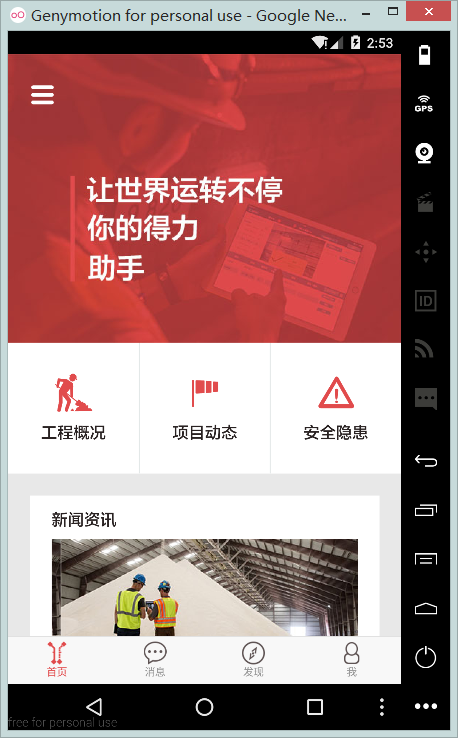 Genymotion for personal use - Google Ne...
2:53
GPS
让世界运转不停
你的得力
助手
ID
工程概况
项目动态
安全隐患
新闻资讯
首页
消息
发现
我
free for personal use